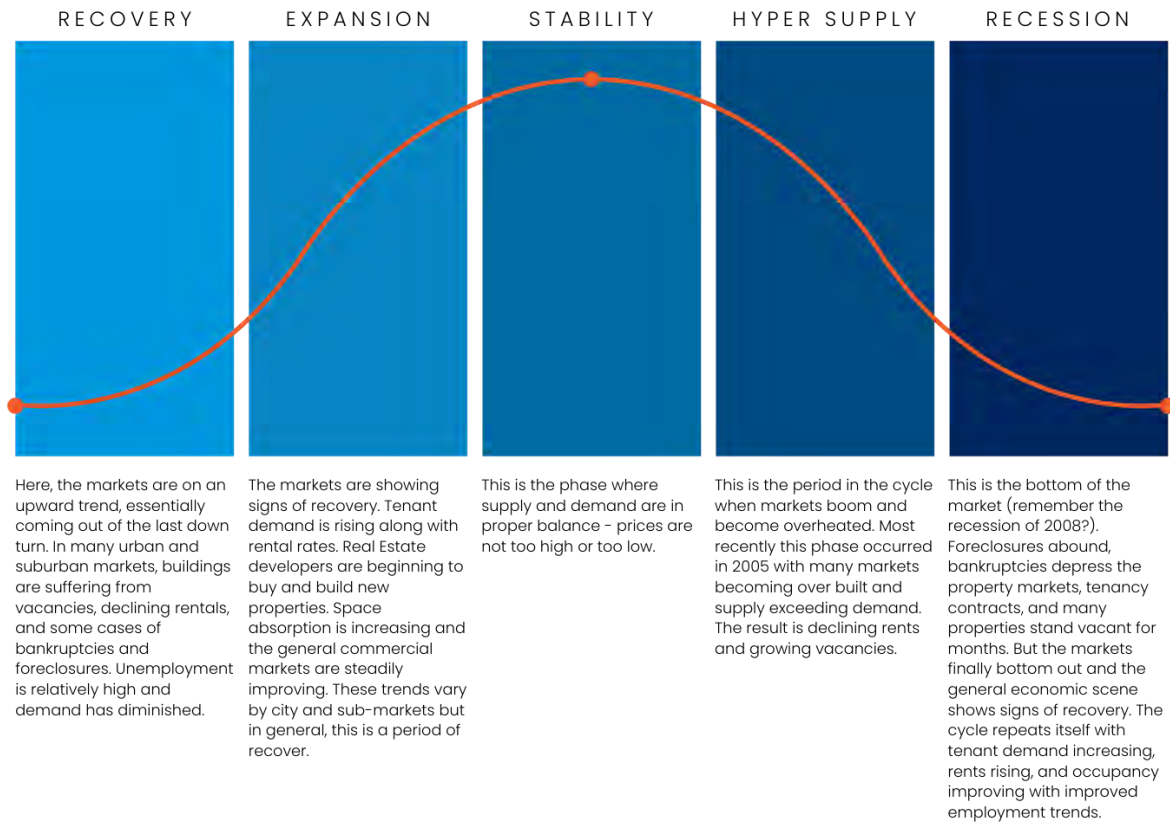 RECOVERY
EXPANSION
STABILITY
HYPER SUPPLY
RECESSION
Here, the markets are on an
upward trend, essentially
coming out of the last down
turn. In many urban and
suburban markets, buildings
are suffering from
vacancies, declining rentals,
and some cases of
bankruptcies and
foreclosures. Unemployment
is relatively high and
demand has diminished.
The markets are showing
signs of recovery. Tenant
demand is rising along with
rental rates. Real Estate
developers are beginning to
buy and build new
properties. Space
absorption is increasing and
the general commercial
markets are steadily
improving. These trends vary
by city and sub-markets but
in general, this is a period of
recover.
This is the phase where
supply and demand are in
proper balance - prices are
not too high or too low.
This is the period in the cycle
when markets boom and
become overheated. Most
recently this phase occurred
in 2005 with many markets
becoming over built and
supply exceeding demand.
The result is declining rents
and growing vacancies.
This is the bottom of the
market (remember the
recession of 2008?).
Foreclosures abound,
bankruptcies depress the
property markets, tenancy
contracts, and many
properties stand vacant for
months. But the markets
finally bottom out and the
general economic scene
shows signs of recovery. The
cycle repeats itself with
tenant demand increasing,
rents rising, and occupancy
improving with improved
employment trends.